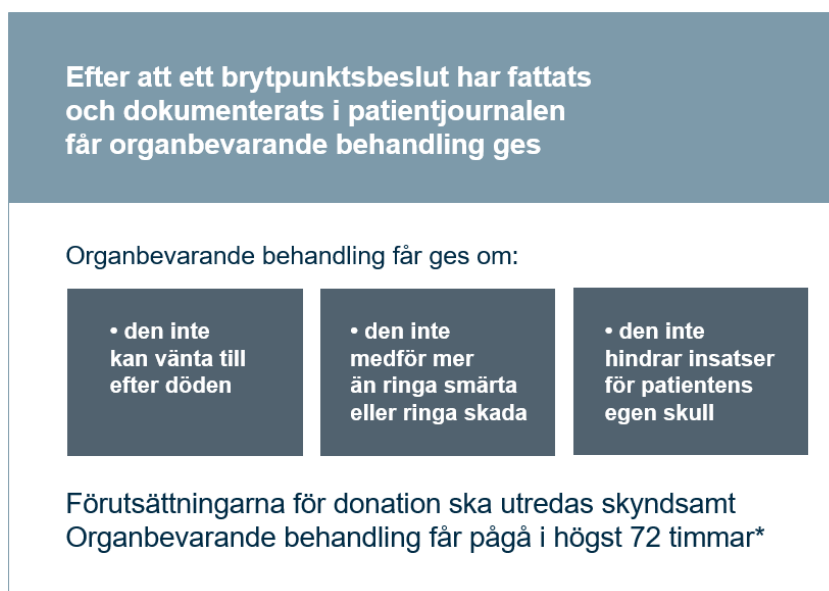 Efter att ett brytpunktsbeslut har fattats
och dokumenterats i patientjournalen
får organbevarande behandling ges
Organbevarande behandling får ges om:
• den inte
kan vänta till
efter döden
• den inte
medför mer
än ringa smärta
eller ringa skada
• den inte
hindrar insatser
för patientens
egen skull
Förutsättningarna för donation ska utredas skyndsamt
Organbevarande behandling får pågå i högst 72 timmar*